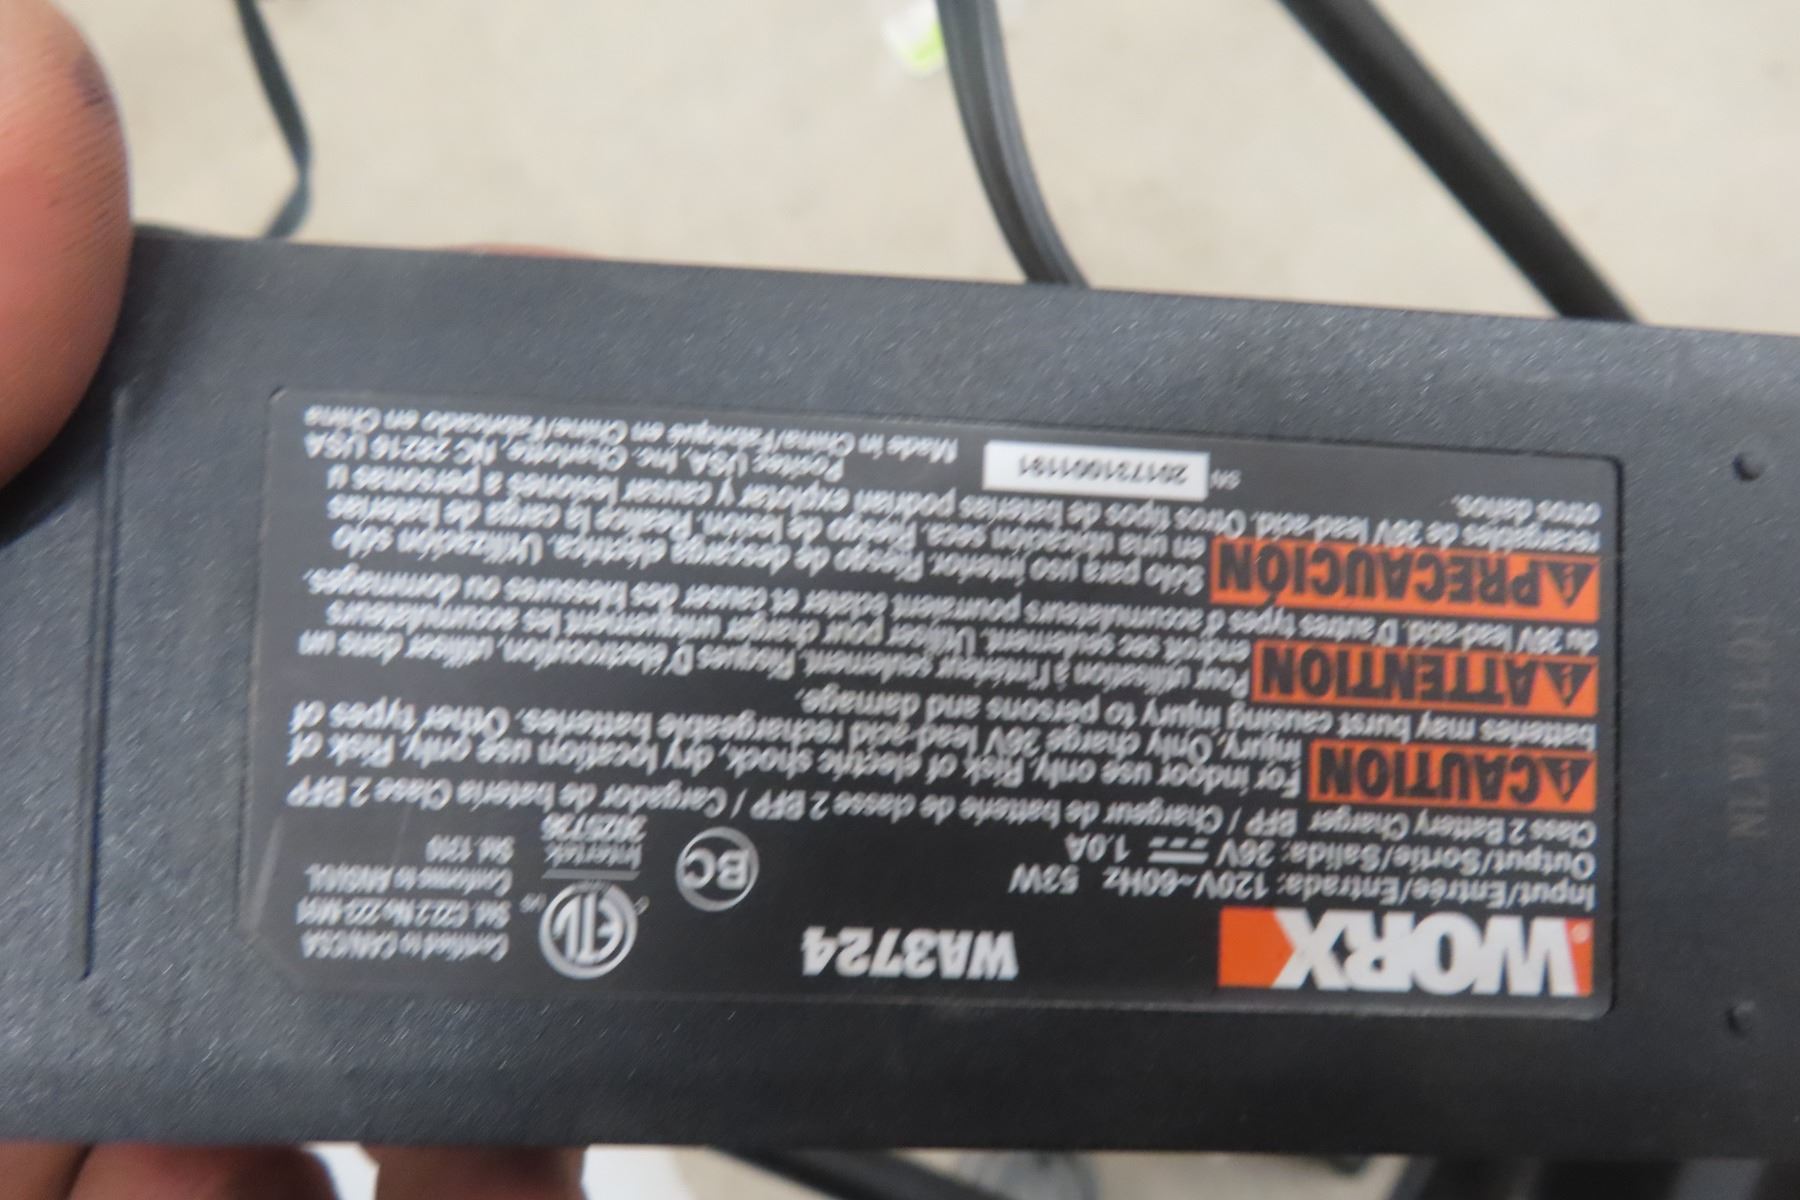 WORX
WA3724
Input/Entrée/Entrada: 120V~60Hz 53W
Output/Sortie/Salida: 36V 1.0A
BC
ETL
Intertek
3025736
Certified to CAN/CSA
Std. C22.2 No 223-M91
Conforms to ANSI/UL
Std. 1310
Class 2 Battery Charger BFP / Chargeur de batterie de classe 2 BFP / Cargador de batería Clase 2 BFP
CAUTION For indoor use only, Risk of electric shock, dry location use only, Risk of
injury, Only charge 36V lead-acid rechargeable batteries. Other types of
batteries may burst causing injury to persons and damage.
ATTENTION Pour utilisation à l'intérieur seulement. Risques D'électrocution, utiliser dans un
endroit sec seulement. Utiliser pour charger uniquement les accumulateurs
du 36V lead-acid. D'autres types d'accumulateurs pourraient éclater et causer des blessures ou dommages.
PRECAUCIÓN Sólo para uso interior. Riesgo de descarga eléctrica. Utilización sólo
en una ubicación seca. Riesgo de lesión. Realice la carga de baterías
recargables de 36V lead-acid. Otros tipos de baterías podrían explotar y causar lesiones a personas u
otros daños.
SN 201731001191
Positec USA, Inc. Charlotte, NC 28216 USA
Made in China/Fabriqué en Chine/Fabricado en China